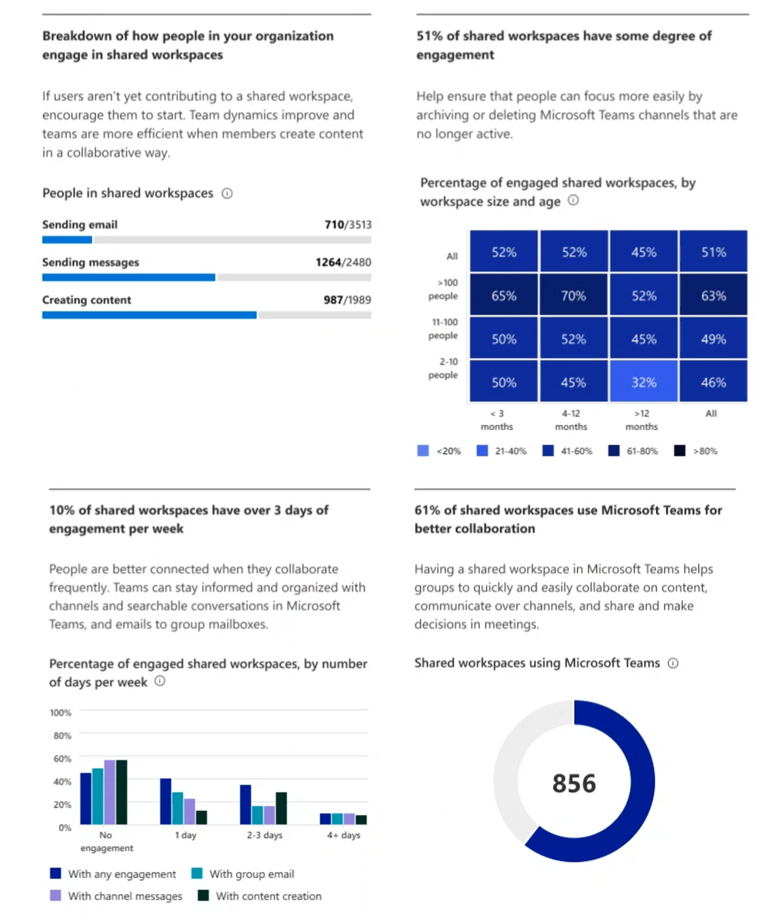 Breakdown of how people in your organization
engage in shared workspaces
If users aren't yet contributing to a shared workspace,
encourage them to start. Team dynamics improve and
teams are more efficient when members create content
in a collaborative way.
People in shared workspaces
Sending email 710/3513
Sending messages 1264/2480
Creating content 987/1989
51% of shared workspaces have some degree of
engagement
Help ensure that people can focus more easily by
archiving or deleting Microsoft Teams channels that are
no longer active.
Percentage of engaged shared workspaces, by
workspace size and age
All 52% 52% 45% 51%
>100
people 65% 70% 52% 63%
11-100
people 50% 52% 45% 49%
2-10
people 50% 45% 32% 46%
< 3
months 4-12
months >12
months All
<20% 21-40% 41-60% 61-80% >80%
10% of shared workspaces have over 3 days of
engagement per week
People are better connected when they collaborate
frequently. Teams can stay informed and organized with
channels and searchable conversations in Microsoft
Teams, and emails to group mailboxes.
Percentage of engaged shared workspaces, by number
of days per week
100%
80%
60%
40%
20%
0%
No
engagement 1 day 2-3 days 4+ days
With any engagement With group email
With channel messages With content creation
61% of shared workspaces use Microsoft Teams for
better collaboration
Having a shared workspace in Microsoft Teams helps
groups to quickly and easily collaborate on content,
communicate over channels, and share and make
decisions in meetings.
Shared workspaces using Microsoft Teams
856